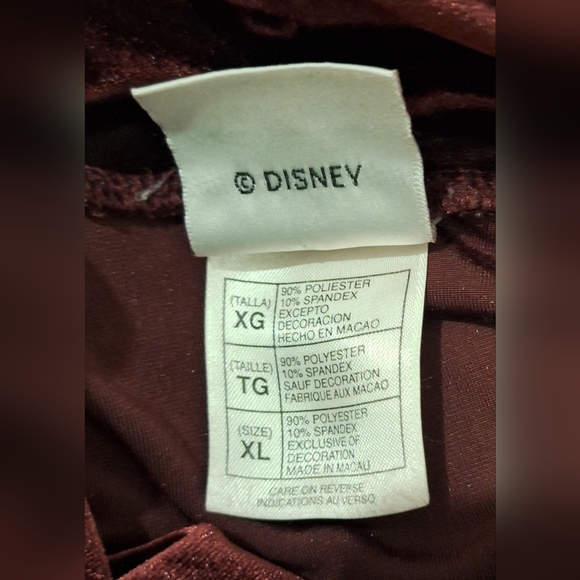 © DISNEY
(TALLA)
XG
90% POLIESTER
10% SPANDEX
EXCEPTO
DECORACION
HECHO EN MACAO
(TAILLE)
TG
90% POLYESTER
10% SPANDEX
SAUF DECORATION
FABRIQUE AUX MACAO
(SIZE)
XL
90% POLYESTER
10% SPANDEX
EXCLUSIVE OF
DECORATION
MADE IN MACAU
CARE ON REVERSE
INDICATIONS AU VERSO